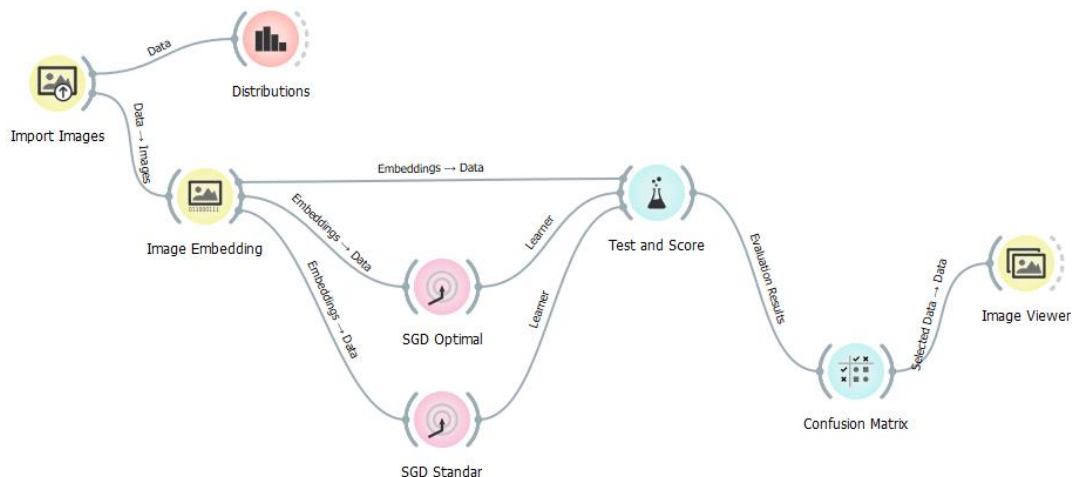 Data
Distributions
Import Images
Data → Images
Embeddings → Data
Image Embedding
Embeddings → Data
Embeddings → Data
Learner
Learner
Test and Score
SGD Optimal
SGD Standar
Evaluation Results
Confusion Matrix
Selected Data → Data
Image Viewer
011000111